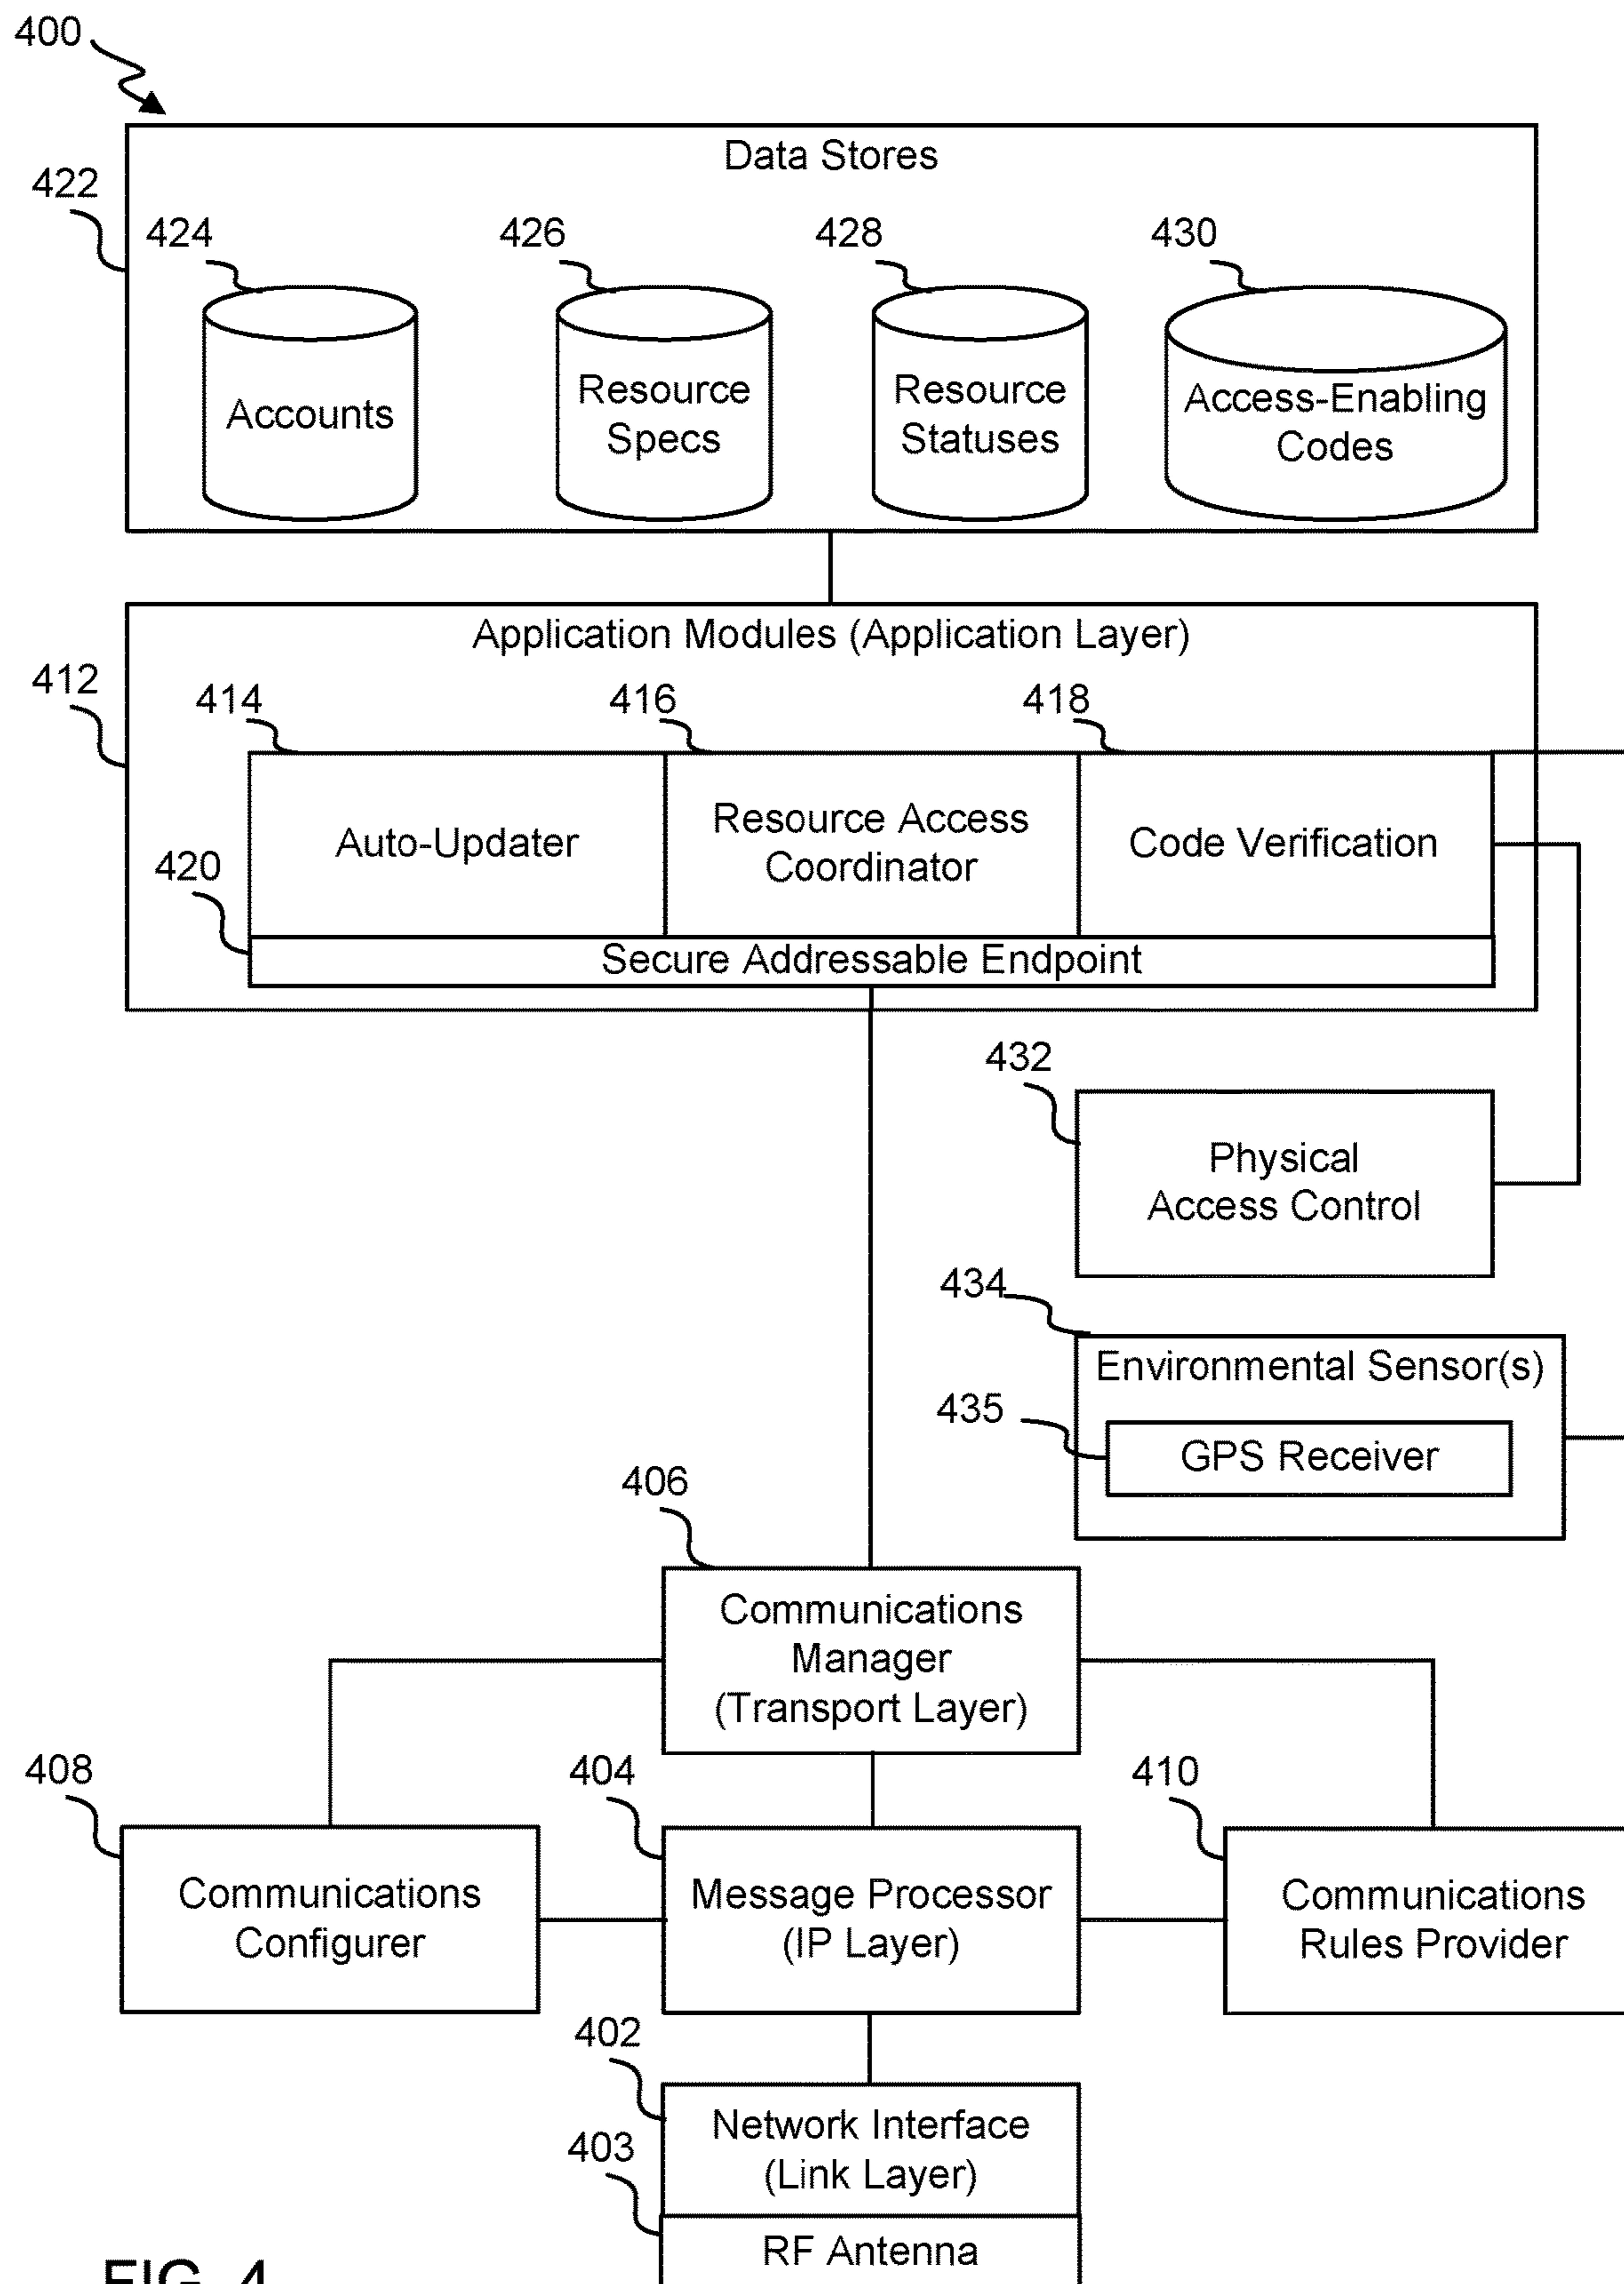 400
Data Stores
422
424
426
428
430
Accounts
Resource
Specs
Resource
Statuses
Access-Enabling
Codes
Application Modules (Application Layer)
412
414
416
418
Auto-Updater
Resource Access
Coordinator
Code Verification
420
Secure Addressable Endpoint
432
Physical
Access Control
434
Environmental Sensor(s)
435
GPS Receiver
406
Communications
Manager
(Transport Layer)
408
404
410
Communications
Configurer
Message Processor
(IP Layer)
Communications
Rules Provider
402
Network Interface
(Link Layer)
403
RF Antenna
FIG. 4